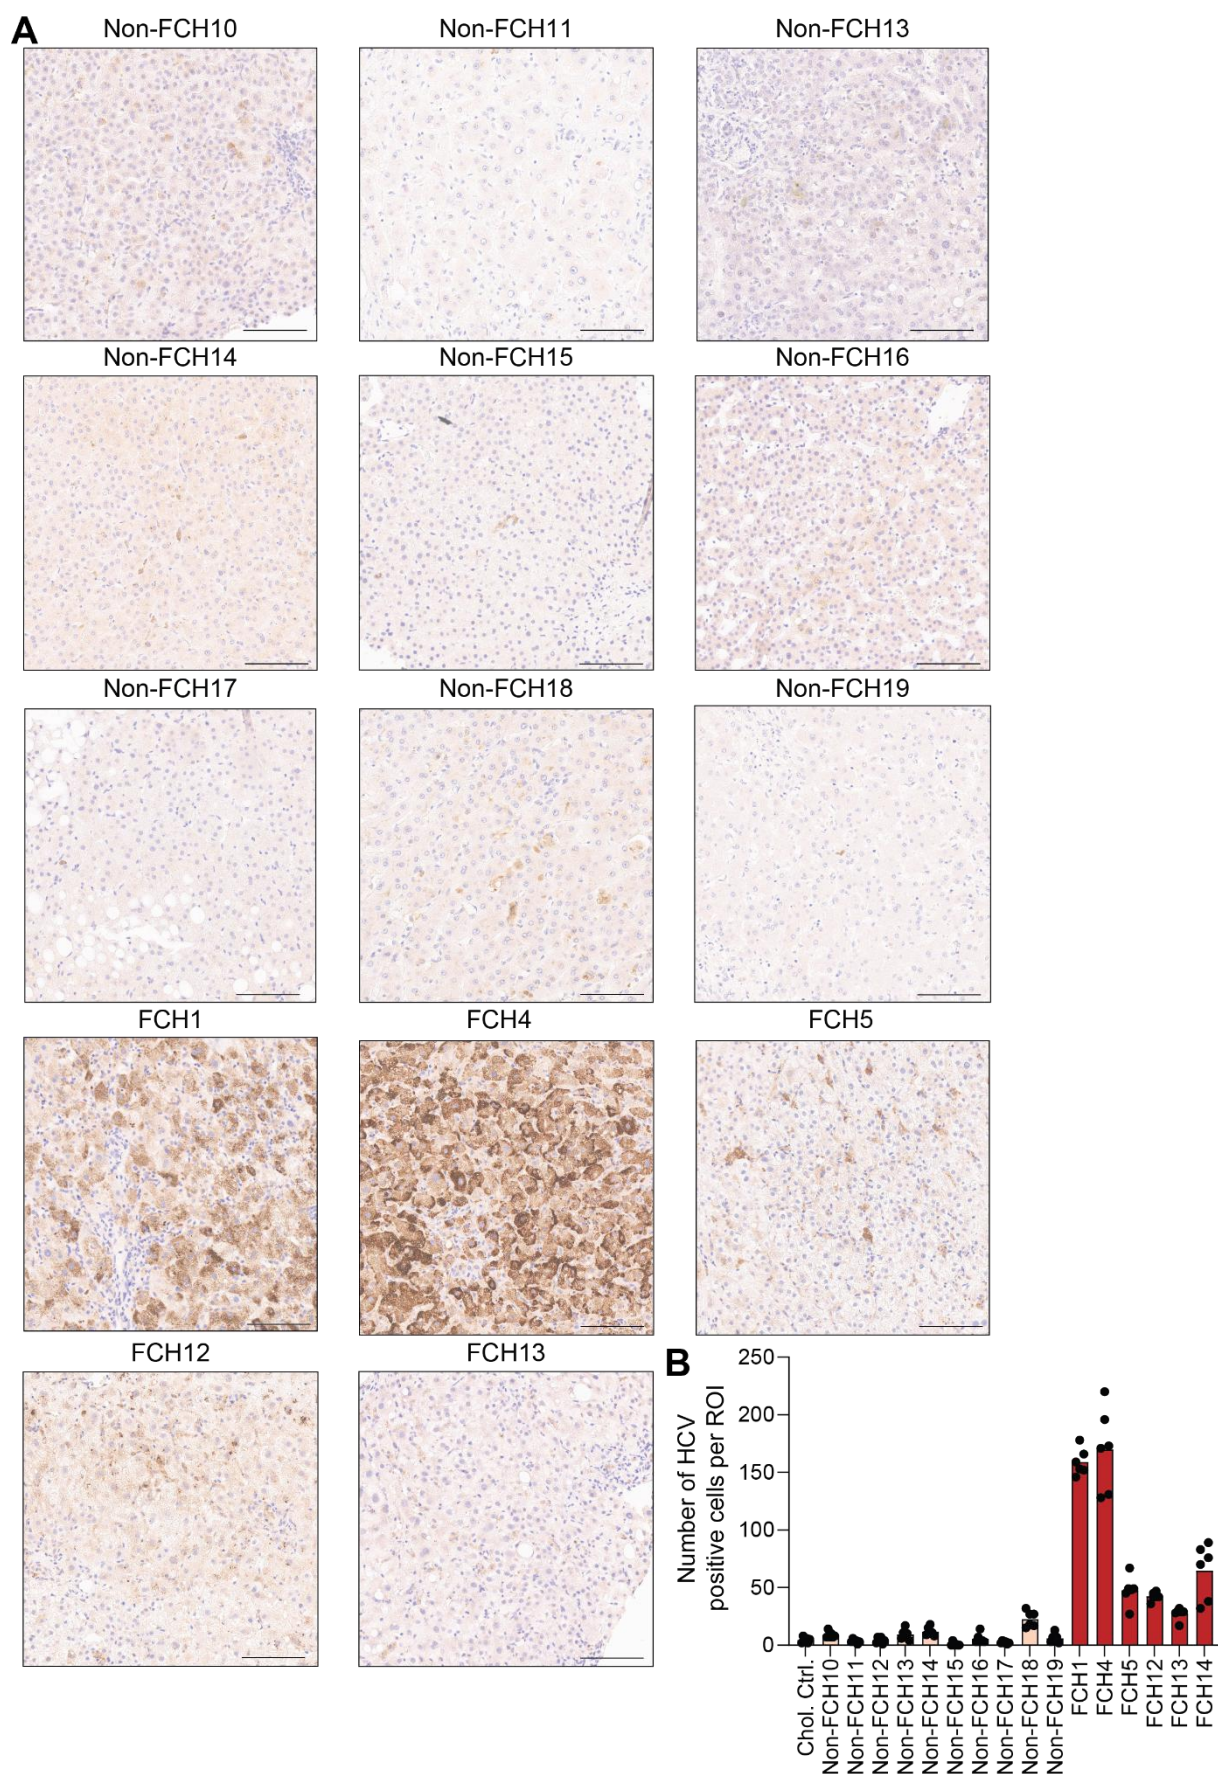 A
Non-FCH10 Non-FCH11 Non-FCH13
Non-FCH14 Non-FCH15 Non-FCH16
Non-FCH17 Non-FCH18 Non-FCH19
FCH1 FCH4 FCH5
FCH12 FCH13
B
Number of HCV
positive cells per ROI
250
200
150
100
50
0
Chol. Ctrl.
Non-FCH10
Non-FCH11
Non-FCH12
Non-FCH13
Non-FCH14
Non-FCH15
Non-FCH16
Non-FCH17
Non-FCH18
Non-FCH19
FCH1
FCH4
FCH5
FCH12
FCH13
FCH14